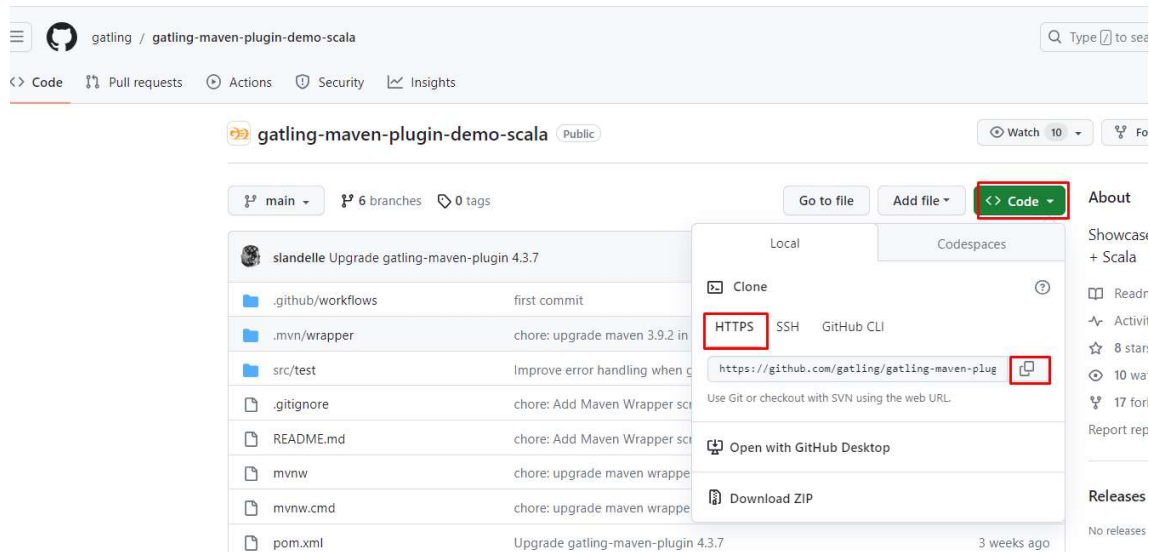 gatling / gatling-maven-plugin-demo-scala
Type / to sea
<> Code Pull requests Actions Security Insights
gatling-maven-plugin-demo-scala Public
Watch 10
Fo
main 6 branches 0 tags
Go to file Add file <> Code
About
Local Codespaces
Showcase
+ Scala
slandelle Upgrade gatling-maven-plugin 4.3.7
Clone
.github/workflows first commit
Readm
HTTPS SSH GitHub CLI
Activit
.mvn/wrapper chore: upgrade maven 3.9.2 in
8 stars
https://github.com/gatling/gatling-maven-plug
src/test Improve error handling when g
10 wa
Use Git or checkout with SVN using the web URL.
.gitignore chore: Add Maven Wrapper scr
17 for
README.md chore: Add Maven Wrapper scr
Report rep
Open with GitHub Desktop
mvnw chore: upgrade maven wrappe
Download ZIP
Releases
mvnw.cmd chore: upgrade maven wrappe
No releases
pom.xml Upgrade gatling-maven-plugin 4.3.7 3 weeks ago